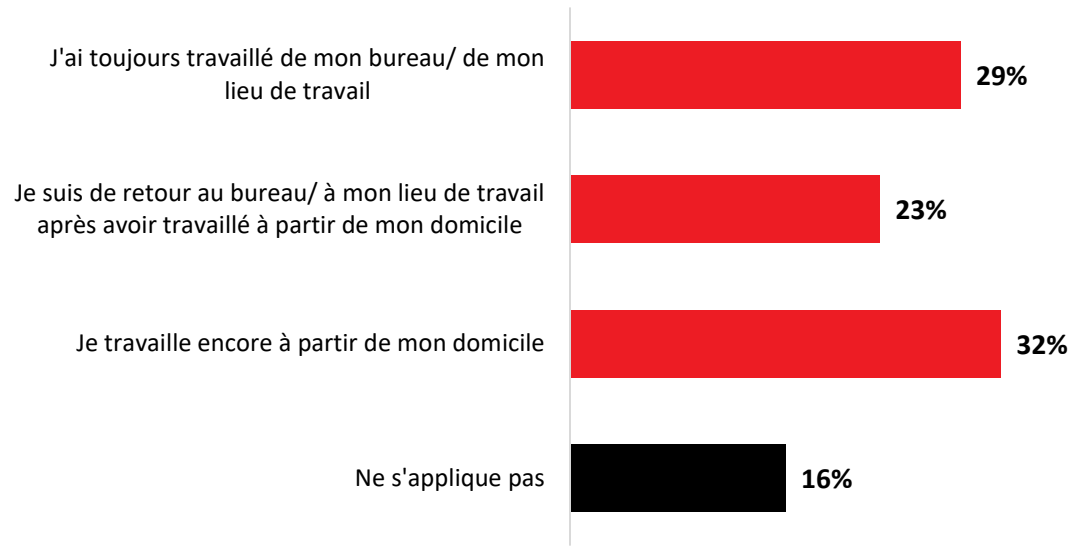 J'ai toujours travaillé de mon bureau/ de mon
lieu de travail
29%
Je suis de retour au bureau/ à mon lieu de travail
après avoir travaillé à partir de mon domicile
23%
Je travaille encore à partir de mon domicile
32%
Ne s'applique pas
16%